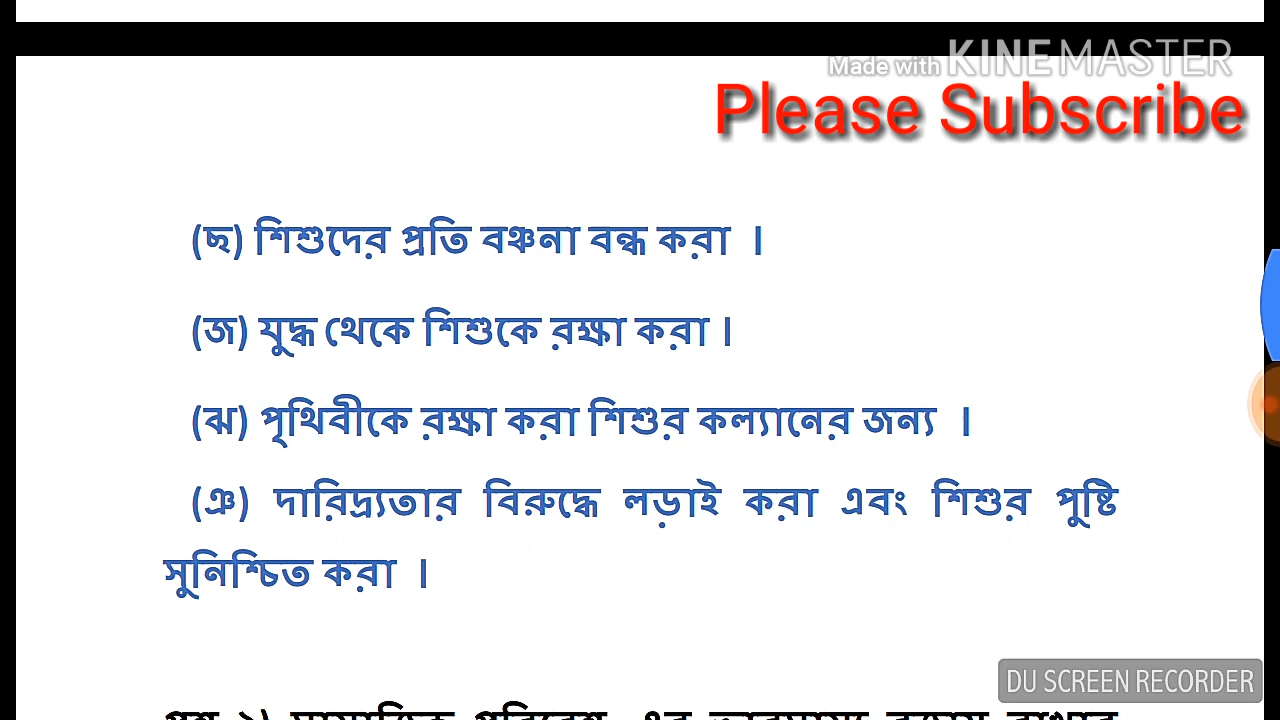 Made with KINEMASTER
Please Subscribe
(ছ) শিশুদের প্রতি বঞ্চনা বন্ধ করা ।
(জ) যুদ্ধ থেকে শিশুকে রক্ষা করা ।
(ঝ) পৃথিবীকে রক্ষা করা শিশুর কল্যানের জন্য ।
(ঞ) দারিদ্র্যতার বিরুদ্ধে লড়াই করা এবং শিশুর পুষ্টি
সুনিশ্চিত করা ।
DU SCREEN RECORDER